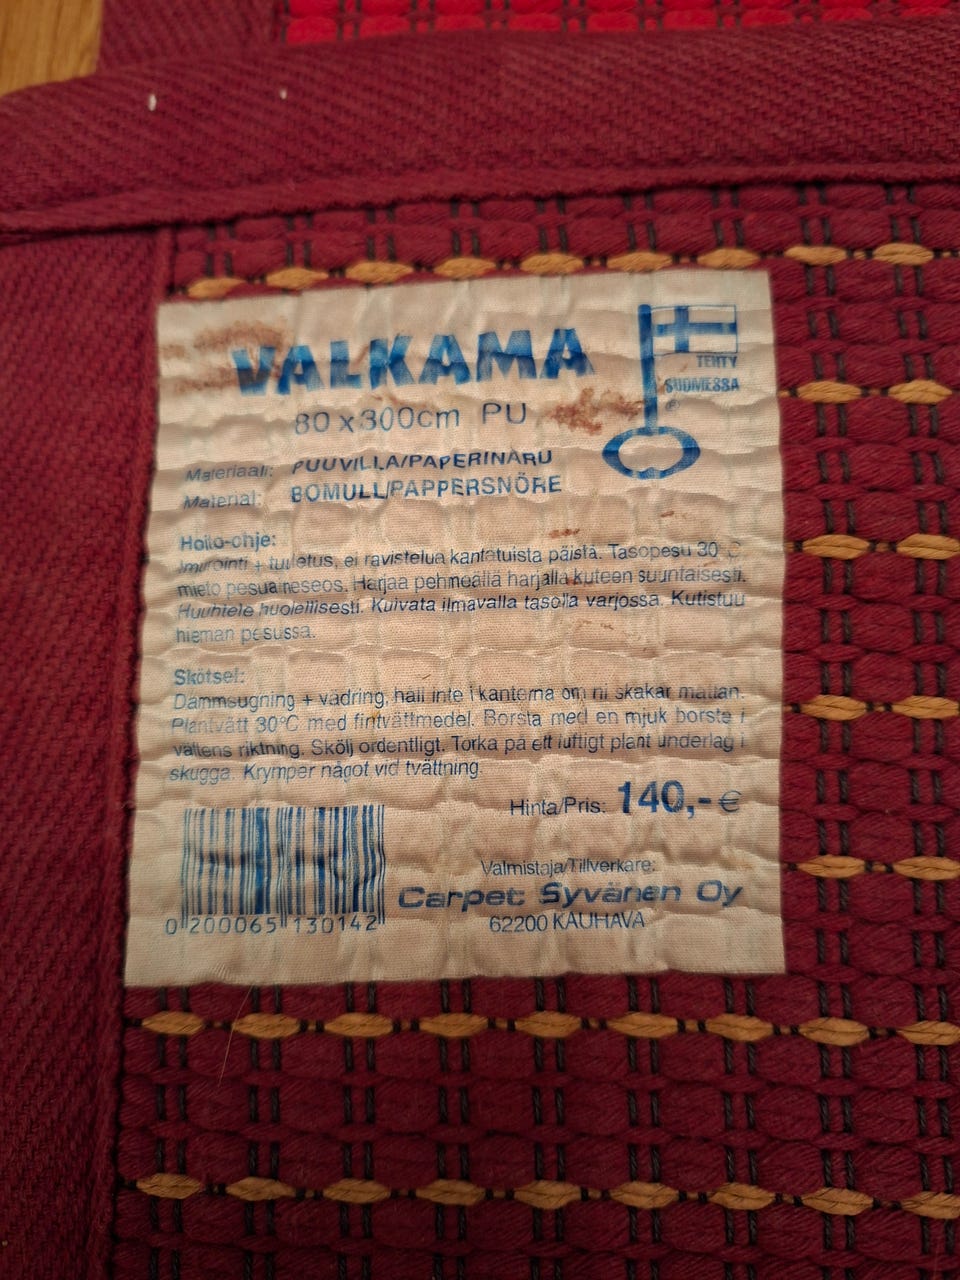 VALKAMA
TEHTY
SUOMESSA
®
80 x 300cm PU
Materiaali: PUUVILLA/PAPERINARU
Material: BOMULL/PAPPERSNÖRE
Hoito-ohje:
Imurointi + tuuletus, ei ravistelua kantatuista päistä. Tasopesu 30°C
mieto pesuaineseos. Harjaa pehmeällä harjalla kuteen suuntaisesti.
Huuhtele huolellisesti. Kuivata ilmavalla tasolla varjossa. Kutistuu
hieman pesussa.
Skötsel:
Dammsugning + vädring, håll inte i kanterna om ni skakar mattan.
Plantvätt 30°C med fintvättmedel. Borsta med en mjuk borste i
väftens riktning. Skölj ordentligt. Torka på ett luftigt plant underlag i
skugga. Krymper något vid tvättning.
Hinta/Pris: 140,- €
Valmistaja/Tillverkare:
Carpet Syvänen Oy
62200 KAUHAVA
0 200065 130142